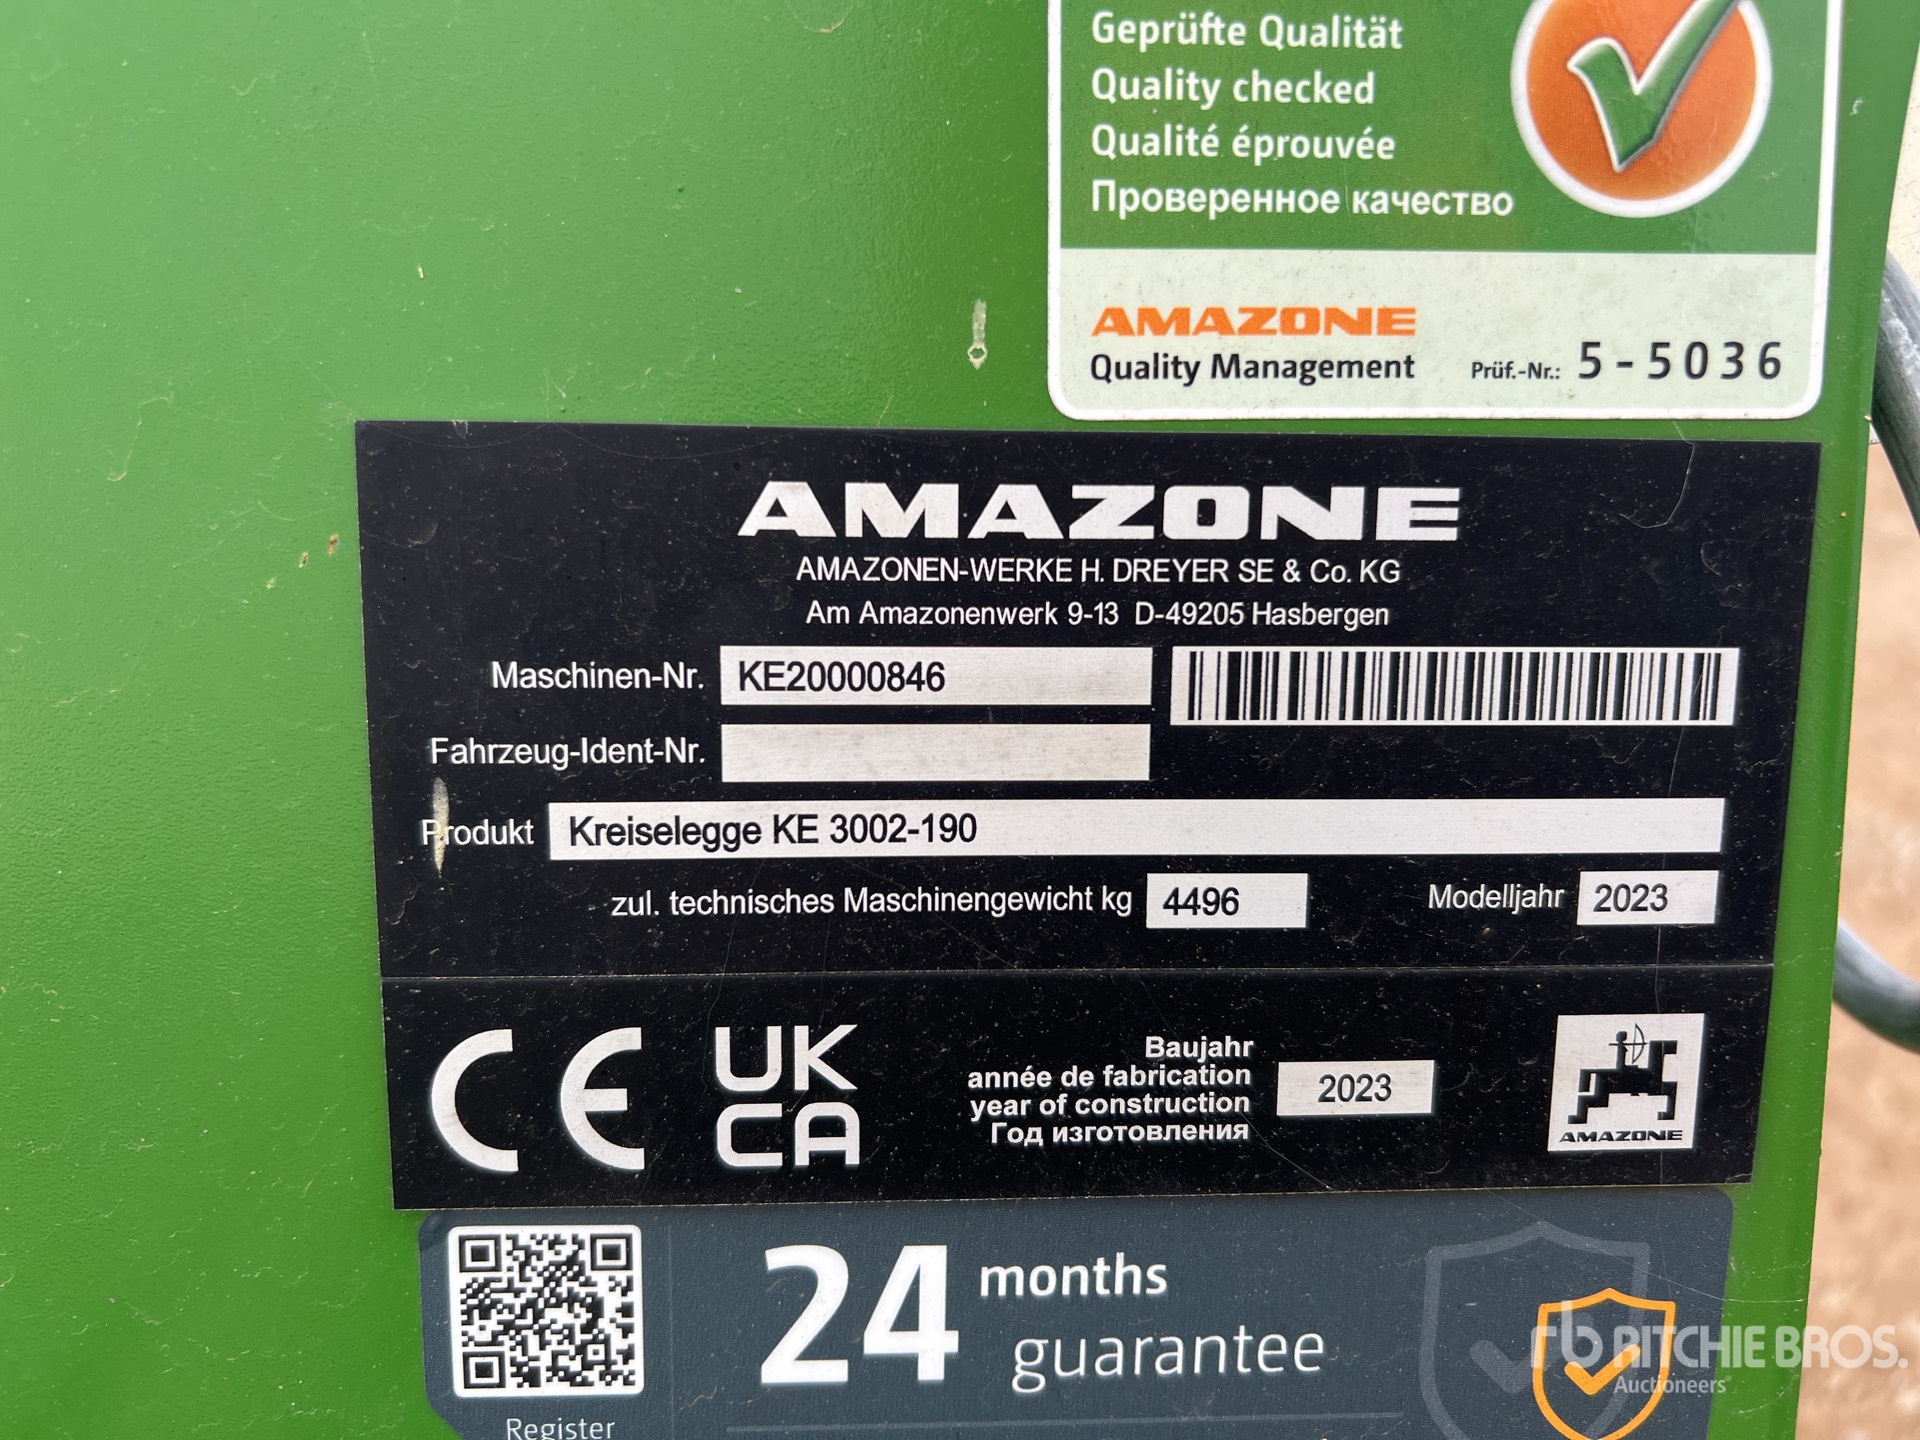 Geprüfte Qualität
Quality checked
Qualité éprouvée
Проверенное качество
AMAZONE
Quality Management
Prüf.-Nr.: 5-5036
AMAZONE
AMAZONEN-WERKE H. DREYER SE & Co. KG
Am Amazonenwerk 9-13 D-49205 Hasbergen
Maschinen-Nr. KE20000846
Fahrzeug-Ident-Nr.
Produkt Kreiselegge KE 3002-190
zul. technisches Maschinengewicht kg 4496 Modelljahr 2023
CE
UK
CA
Baujahr
année de fabrication
year of construction
Год изготовления
2023
AMAZONE
24 months
guarantee
Register
rb RITCHIE BROS.
Auctioneers